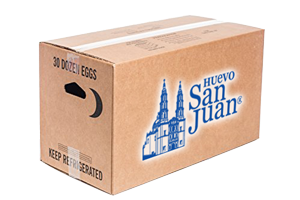 30 DOZEN EGGS
KEEP REFRIGERATED
HUEVO
San
Juan®